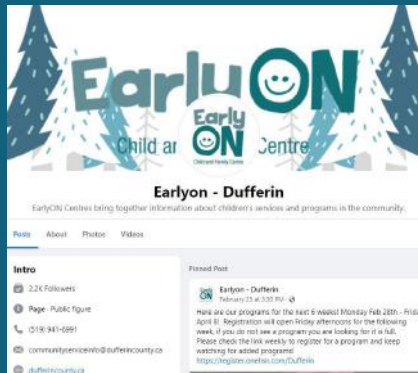 EarlyON
Early
ON
Child and Family Centre
Child ar
Centre
Earlyon - Dufferin
EarlyON Centres bring together information about children's services and programs in the community.
Posts About Photos Videos
Intro
2.2K Followers
Page · Public figure
(519) 941-6991
communityserviceinfo@dufferincounty.ca
dufferincounty.ca
Pinned Post
Earlyon - Dufferin
February 25 at 3:30 PM ·
Here are our programs for the next 6 weeks! Monday Feb 28th - Friday
April 8! Registration will open Friday afternoons for the following
week, if you do not see a program you are looking for it is full.
Please check the link weekly to register for a program and keep
watching for added programs!
https://register.onehsn.com/Dufferin